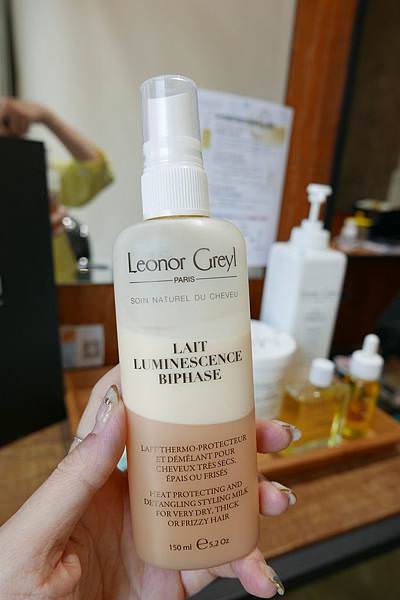 Leonor Greyl
PARIS
SOIN NATUREL DU CHEVEU
LAIT
LUMINESCENCE
BIPHASE
LAIT THERMO-PROTECTEUR
ET DÉMÊLANT POUR
CHEVEUX TRÈS SECS,
ÉPAIS OU FRISÉS
HEAT PROTECTING AND
DETANGLING STYLING MILK
FOR VERY DRY, THICK
OR FRIZZY HAIR
150 ml ℮ 5,2 Oz